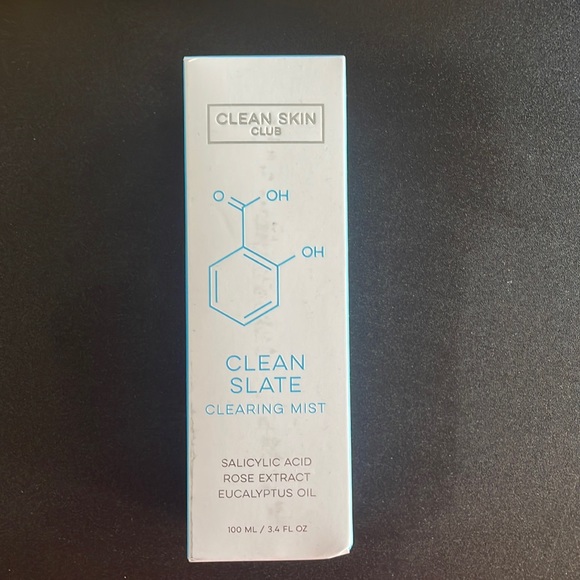 CLEAN SKIN
CLUB
O OH
OH
CLEAN
SLATE
CLEARING MIST
SALICYLIC ACID
ROSE EXTRACT
EUCALYPTUS OIL
100 ML / 3.4 FL OZ